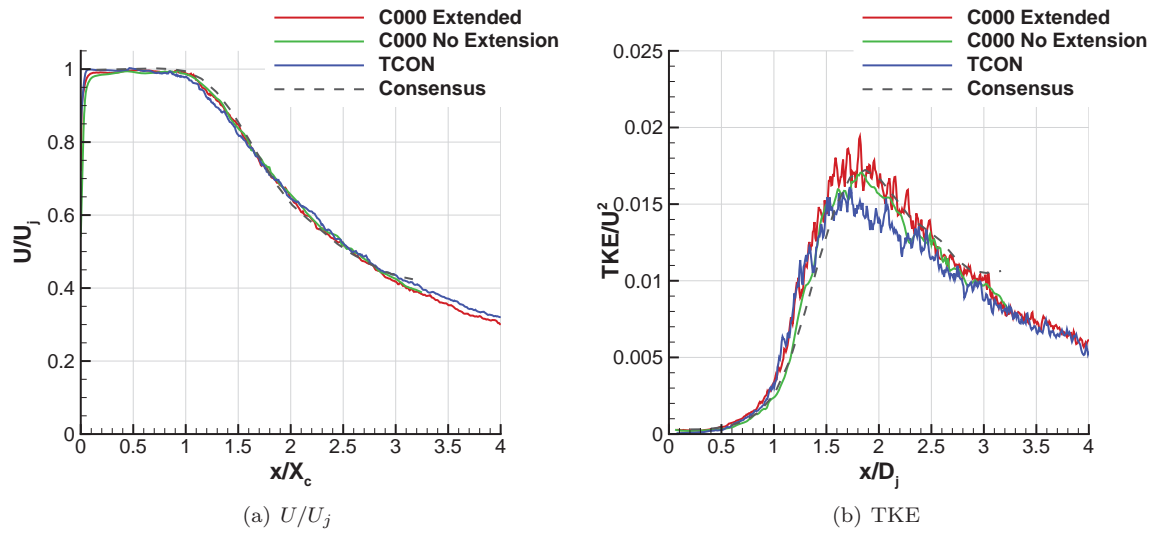 C000 Extended
C000 No Extension
TCON
Consensus
U/Uj
1
0.8
0.6
0.4
0.2
0
0 0.5 1 1.5 2 2.5 3 3.5 4
x/Xc
(a) U/Uj
C000 Extended
C000 No Extension
TCON
Consensus
TKE/U²
0.025
0.02
0.015
0.01
0.005
0
0 0.5 1 1.5 2 2.5 3 3.5 4
x/Dj
(b) TKE